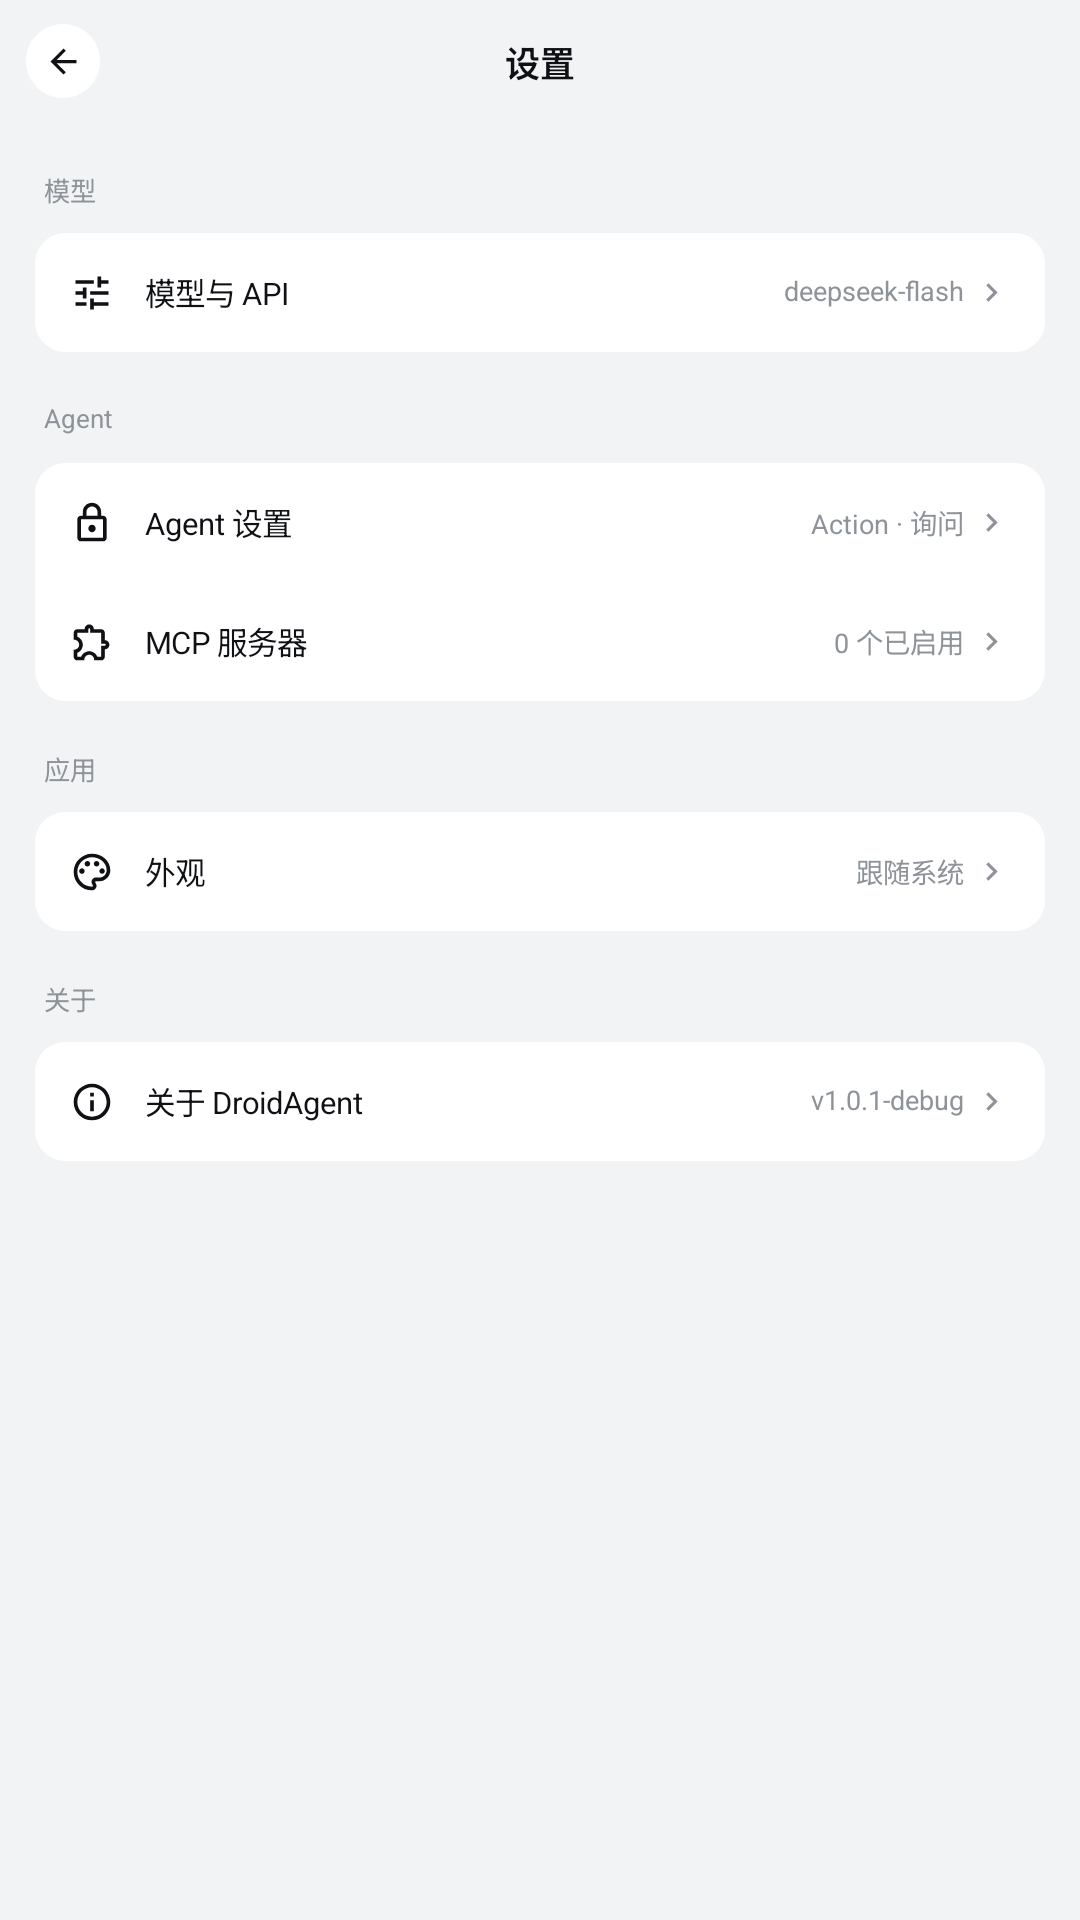 设置
模型
模型与 API deepseek-flash
Agent
Agent 设置 Action · 询问
MCP 服务器 0 个已启用
应用
外观 跟随系统
关于
关于 DroidAgent v1.0.1-debug